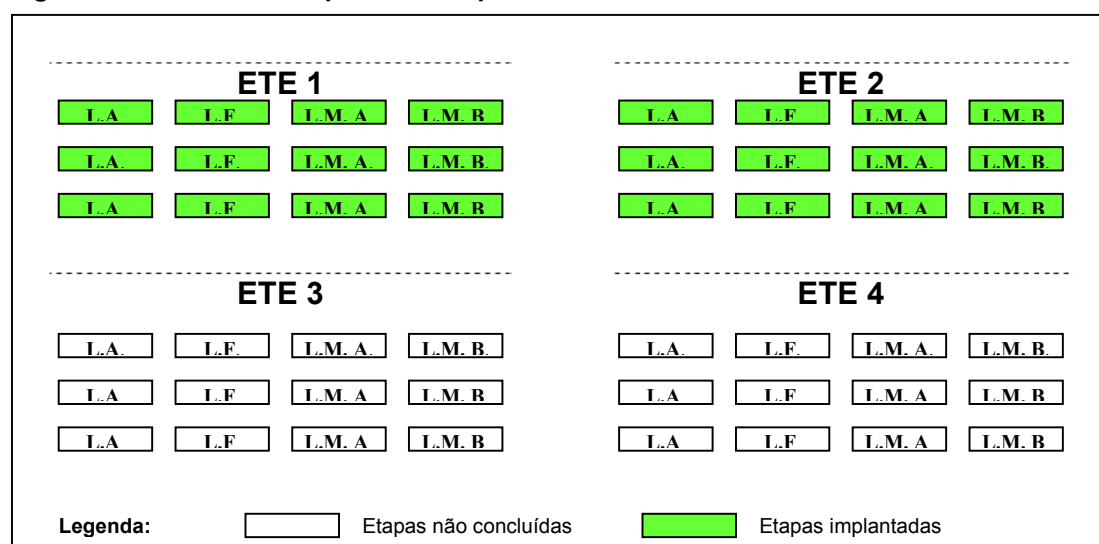 ETE 1 ETE 2
L.A L.F L.M. A L.M. B L.A L.F L.M. A L.M. B
L.A. L.F. L.M. A. L.M. B. L.A. L.F. L.M. A. L.M. B.
L.A L.F L.M. A L.M. B L.A L.F L.M. A L.M. B
ETE 3 ETE 4
L.A. L.F. L.M. A. L.M. B. L.A. L.F. L.M. A. L.M. B.
L.A L.F L.M. A L.M. B L.A L.F L.M. A L.M. B
L.A L.F L.M. A L.M. B L.A L.F L.M. A L.M. B
Legenda: Etapas não concluídas Etapas implantadas